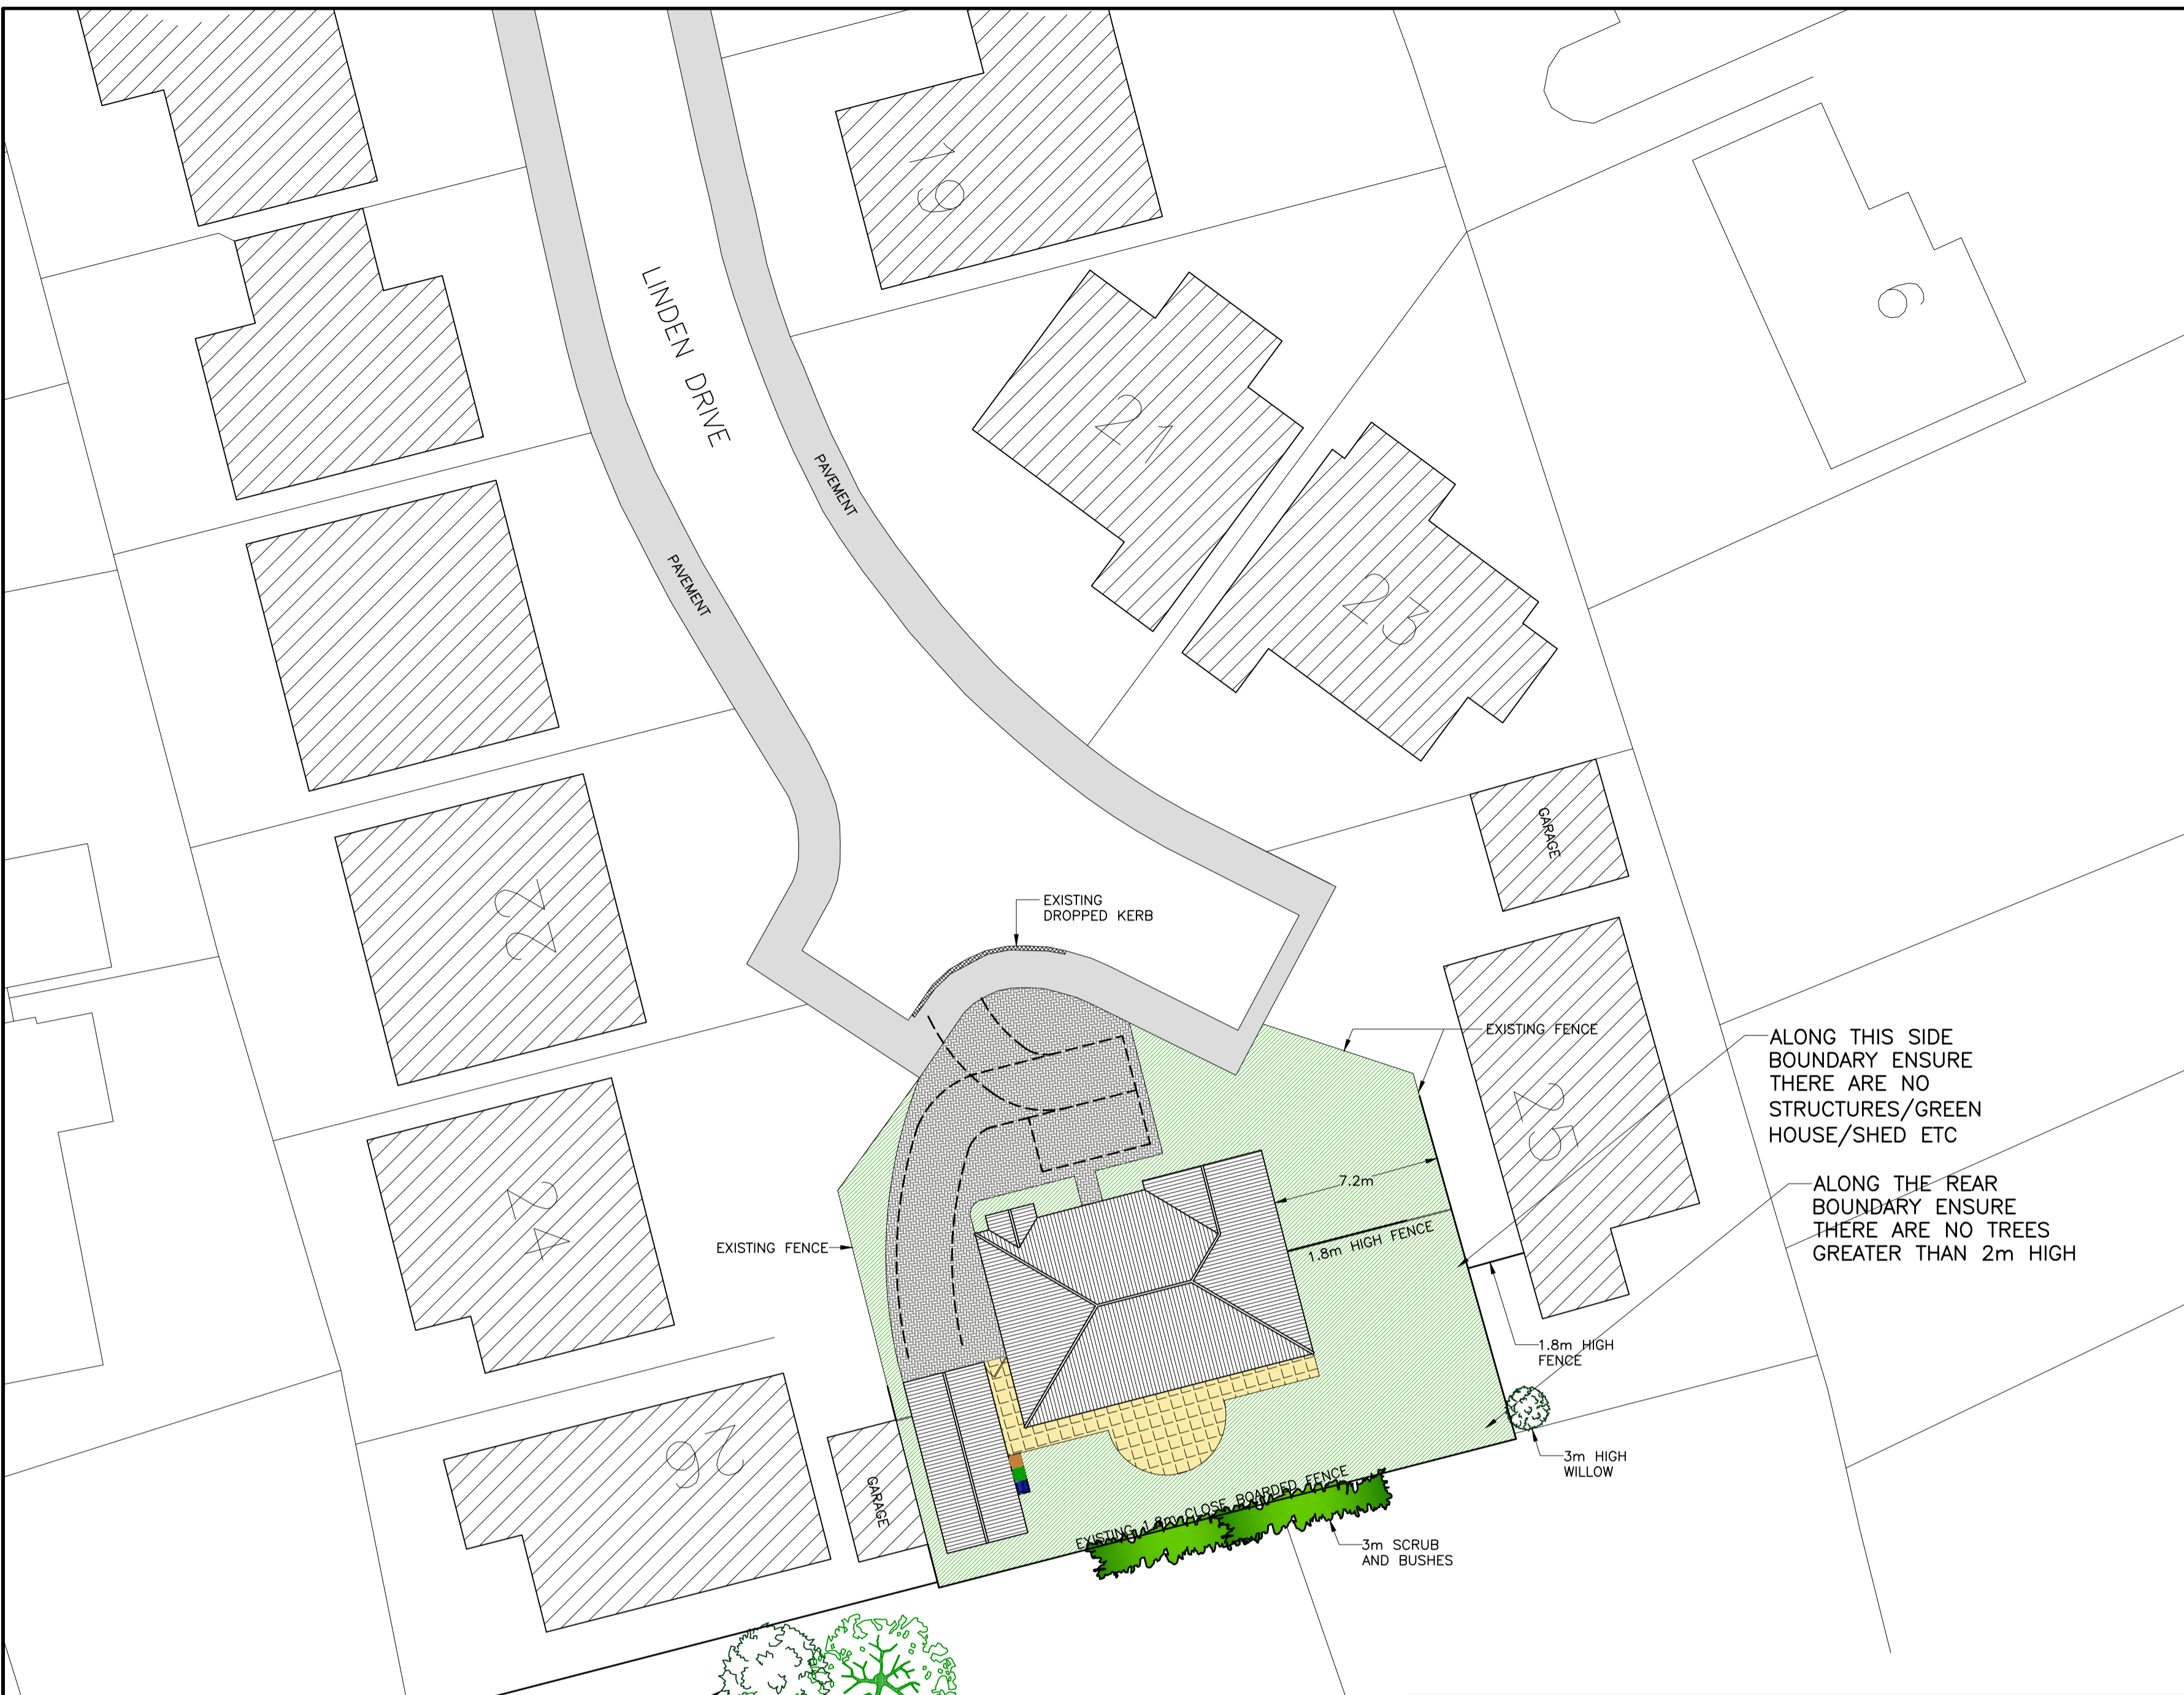 19
6
LINDEN DRIVE
21
PAVEMENT
23
PAVEMENT
GARAGE
22
EXISTING
DROPPED KERB
EXISTING FENCE
ALONG THIS SIDE
BOUNDARY ENSURE
THERE ARE NO
STRUCTURES/GREEN
HOUSE/SHED ETC
25
24
7.2m
ALONG THE REAR
BOUNDARY ENSURE
THERE ARE NO TREES
GREATER THAN 2m HIGH
EXISTING FENCE
1.8m HIGH FENCE
1.8m HIGH
FENCE
26
3m HIGH
WILLOW
GARAGE
EXISTING 1.8m CLOSE BOARDED FENCE
3m SCRUB
AND BUSHES